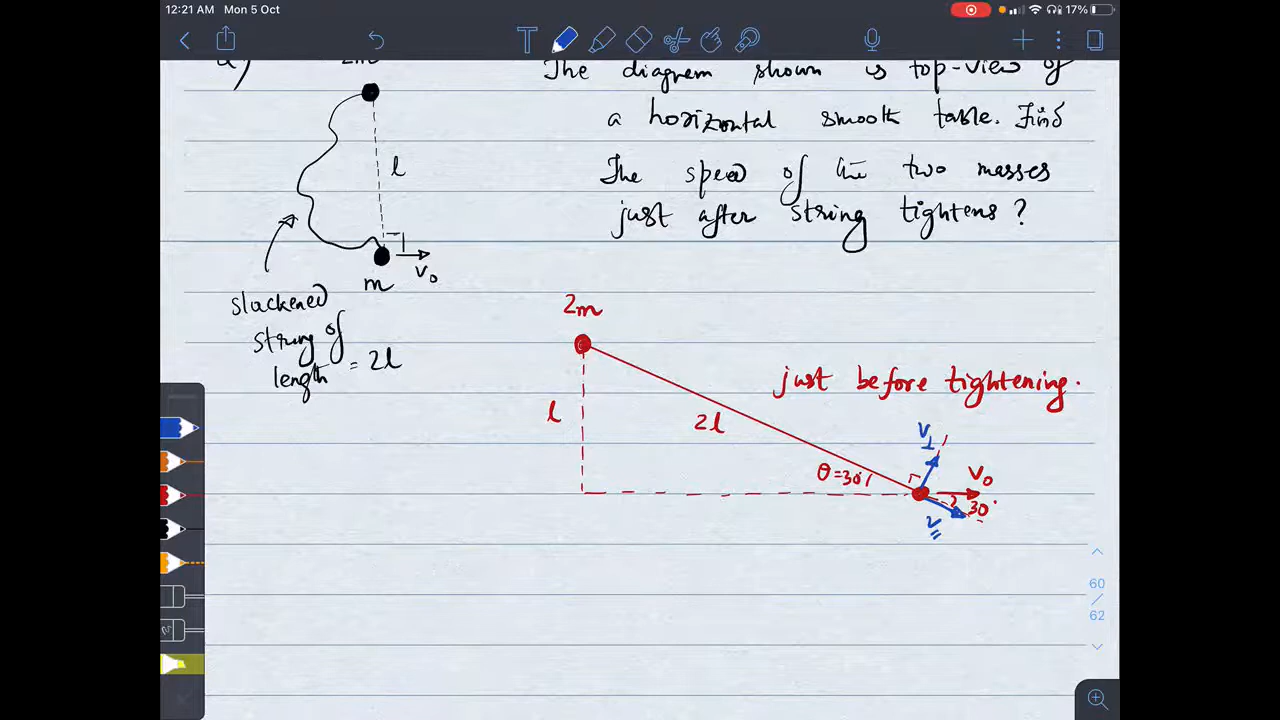 12:21 AM Mon 5 Oct
17%
T
The diagram shown is top-view of
a horizontal smooth table. Find
The speed of the two masses
just after string tightens?
l
V₀
m
slackened
string of
length = 2l
2m
just before tightening.
l
2l
θ=30°
V⊥
V₀
30°
V=
60
/
62